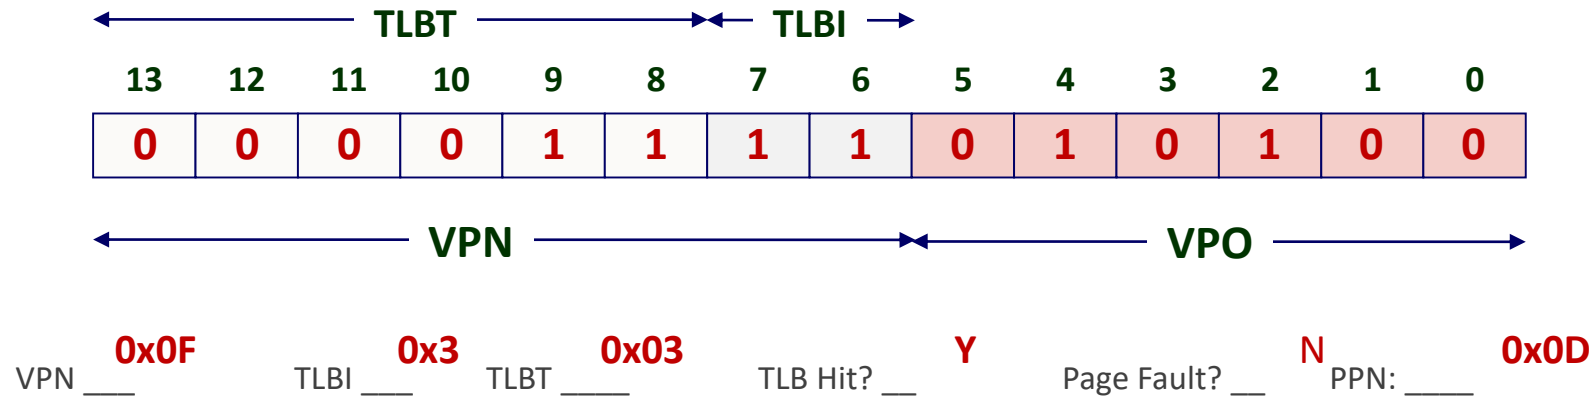 TLBT TLBI
13 12 11 10 9 8 7 6 5 4 3 2 1 0
0 0 0 0 1 1 1 1 0 1 0 1 0 0
VPN VPO
0x0F 0x3 0x03 Y N 0x0D
VPN ___ TLBI ___ TLBT ____ TLB Hit? __ Page Fault? __ PPN: ____